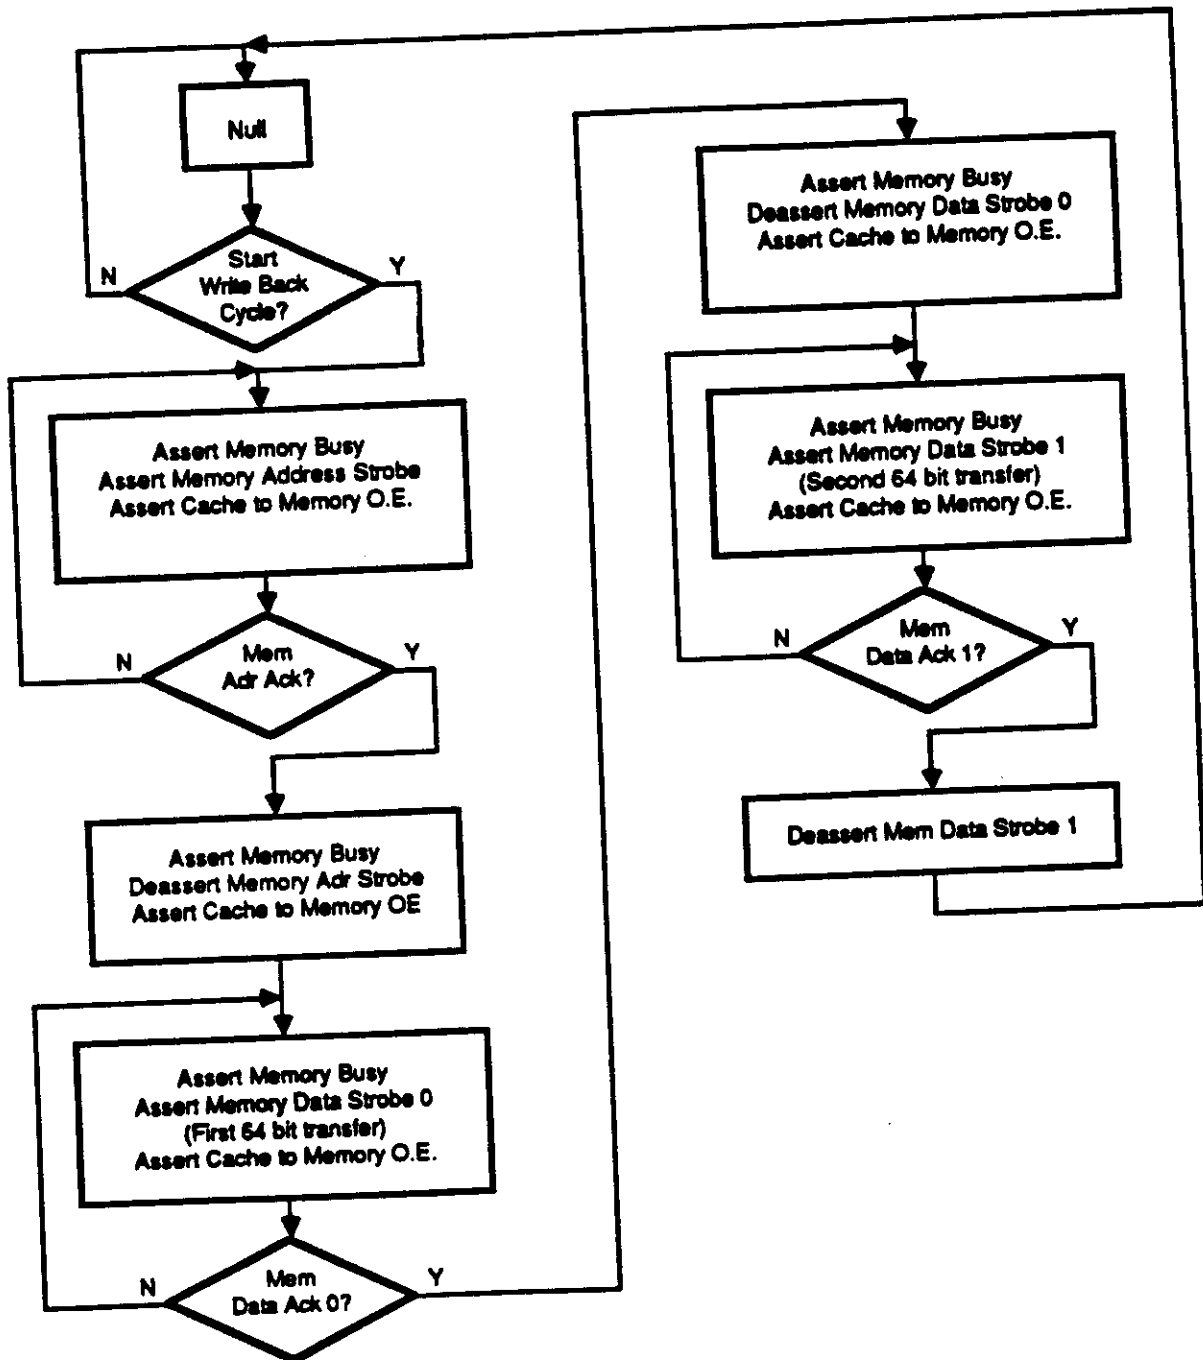 Null
Start
Write Back
Cycle?
N
Y
Assert Memory Busy
Assert Memory Address Strobe
Assert Cache to Memory O.E.
Mem
Adr Ack?
N
Y
Assert Memory Busy
Deassert Memory Adr Strobe
Assert Cache to Memory OE
Assert Memory Busy
Assert Memory Data Strobe 0
(First 64 bit transfer)
Assert Cache to Memory O.E.
Mem
Data Ack 0?
N
Y
Assert Memory Busy
Deassert Memory Data Strobe 0
Assert Cache to Memory O.E.
Assert Memory Busy
Assert Memory Data Strobe 1
(Second 64 bit transfer)
Assert Cache to Memory O.E.
Mem
Data Ack 1?
N
Y
Deassert Mem Data Strobe 1